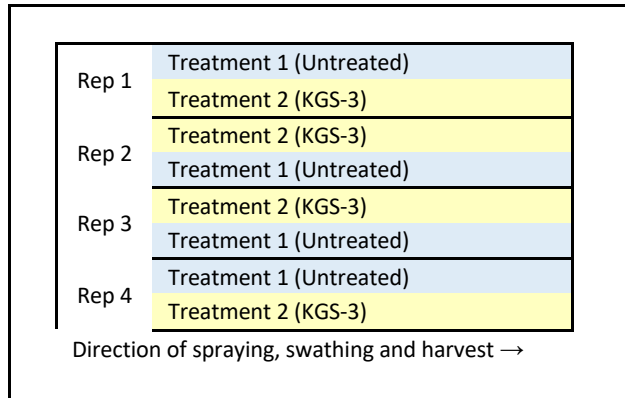 Rep 1
Treatment 1 (Untreated)
Treatment 2 (KGS-3)
Rep 2
Treatment 2 (KGS-3)
Treatment 1 (Untreated)
Rep 3
Treatment 2 (KGS-3)
Treatment 1 (Untreated)
Rep 4
Treatment 1 (Untreated)
Treatment 2 (KGS-3)
Direction of spraying, swathing and harvest →